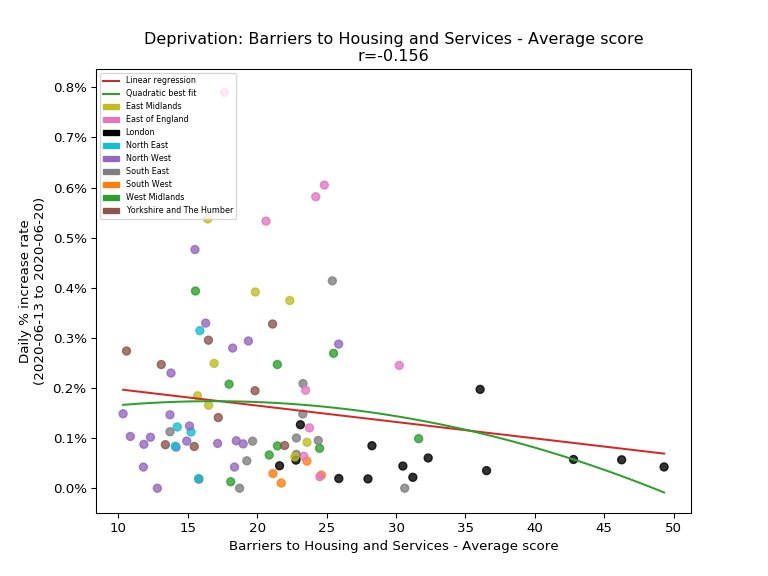 Deprivation: Barriers to Housing and Services - Average score
r=-0.156
0.8%
0.7%
0.6%
0.5%
0.4%
0.3%
0.2%
0.1%
0.0%
Daily % increase rate
(2020-06-13 to 2020-06-20)
Linear regression
Quadratic best fit
East Midlands
East of England
London
North East
North West
South East
South West
West Midlands
Yorkshire and The Humber
10 15 20 25 30 35 40 45 50
Barriers to Housing and Services - Average score